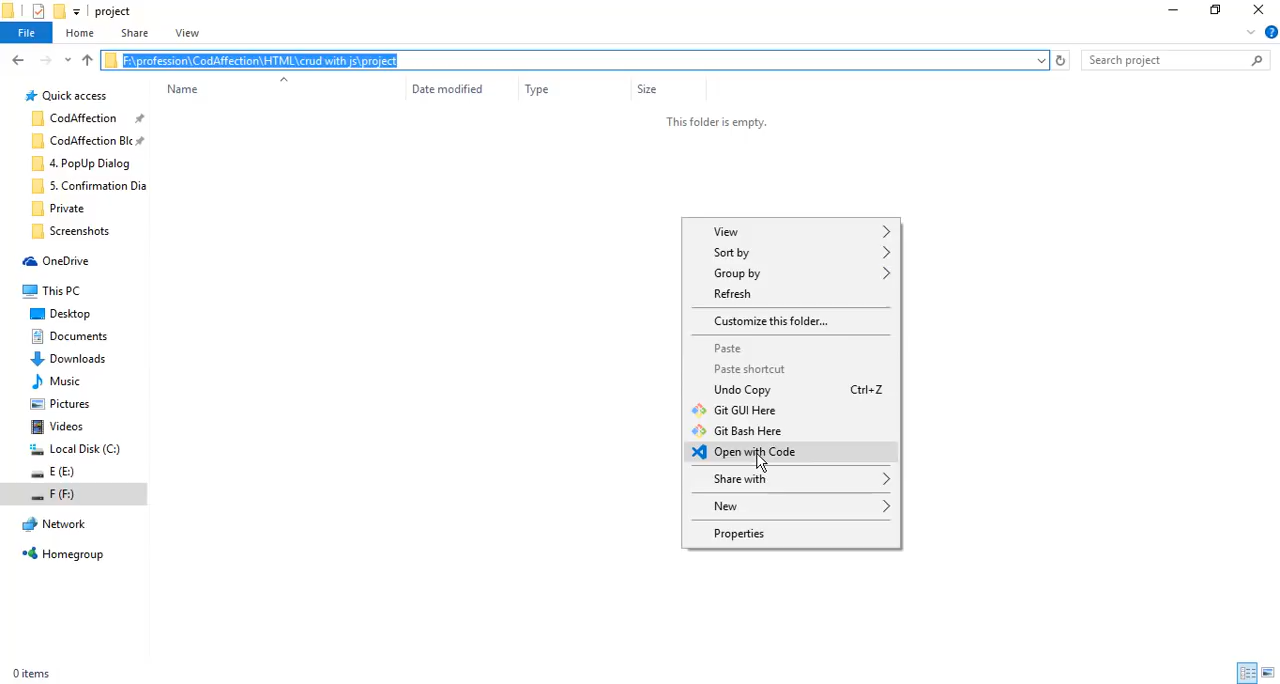 project
File
Home
Share
View
F:\profession\CodAffection\HTML\crud with js\project
Search project
Name
Date modified
Type
Size
This folder is empty.
Quick access
CodAffection
CodAffection Blc
4. PopUp Dialog
5. Confirmation Dia
Private
Screenshots
OneDrive
This PC
Desktop
Documents
Downloads
Music
Pictures
Videos
Local Disk (C:)
E (E:)
F (F:)
Network
Homegroup
View
Sort by
Group by
Refresh
Customize this folder...
Paste
Paste shortcut
Undo Copy Ctrl+Z
Git GUI Here
Git Bash Here
Open with Code
Share with
New
Properties
0 items